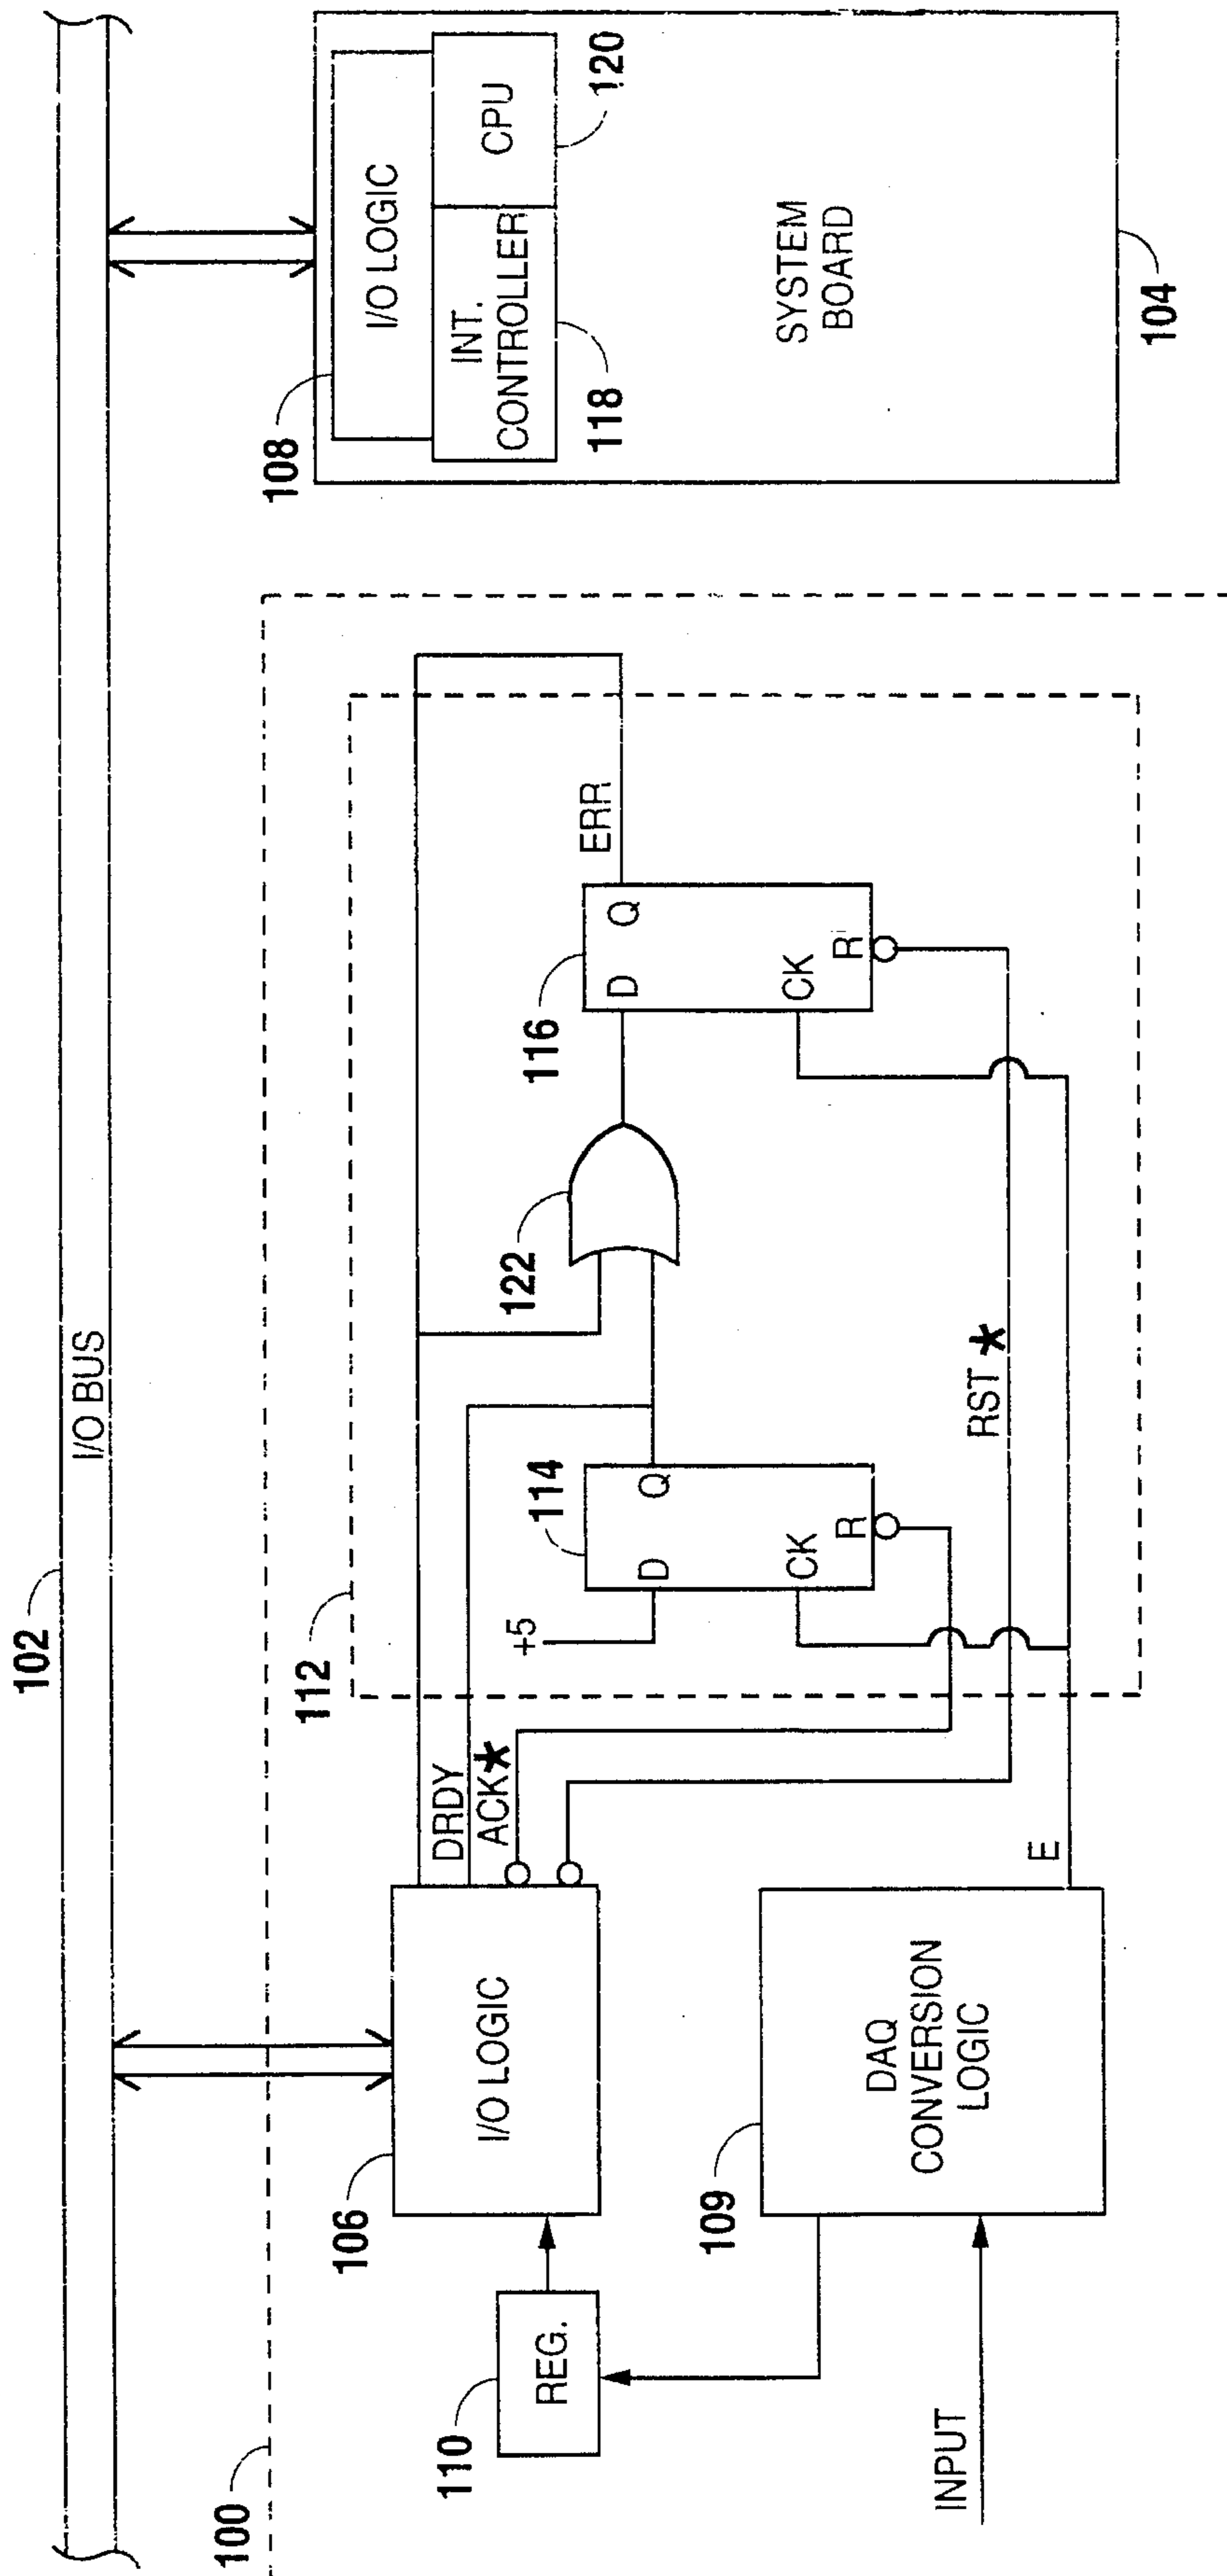 102
I/O BUS
100
106
I/O LOGIC
DRDY
ACK*
110
REG.
109
DAQ
CONVERSION
LOGIC
INPUT
E
112
+5
114
D
Q
CK
R
122
RST*
116
D
Q
CK
R
ERR
108
I/O LOGIC
INT.
CONTROLLER
CPU
118
120
SYSTEM
BOARD
104